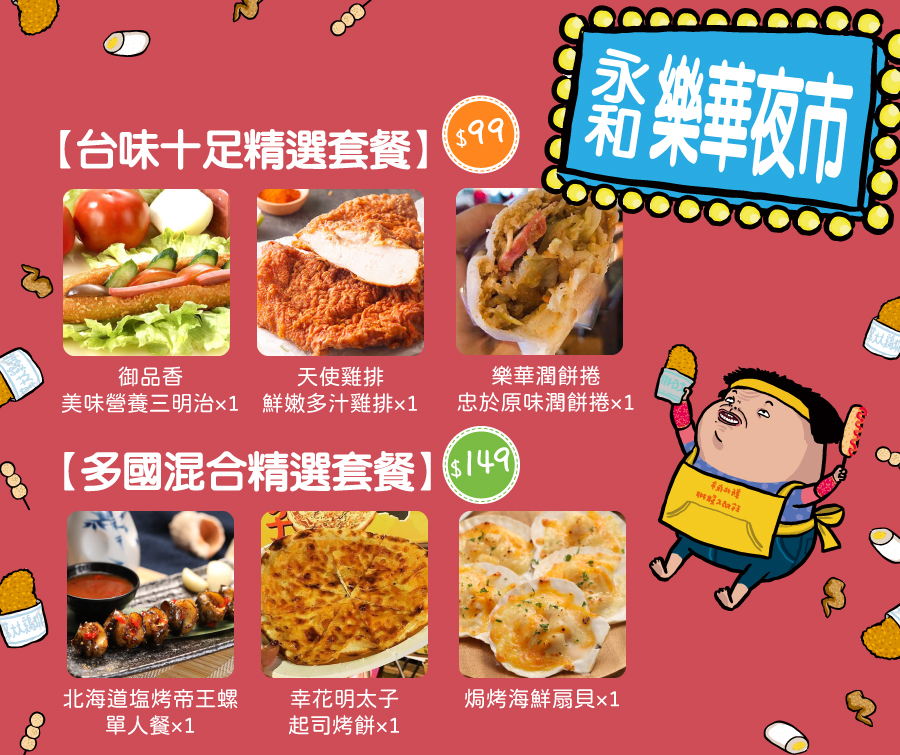 永和 樂華夜市
【台味十足精選套餐】 $99
御品香
美味營養三明治×1
天使雞排
鮮嫩多汁雞排×1
樂華潤餅捲
忠於原味潤餅捲×1
【多國混合精選套餐】 $149
北海道塩烤帝王螺
單人餐×1
幸花明太子
起司烤餅×1
焗烤海鮮扇貝×1